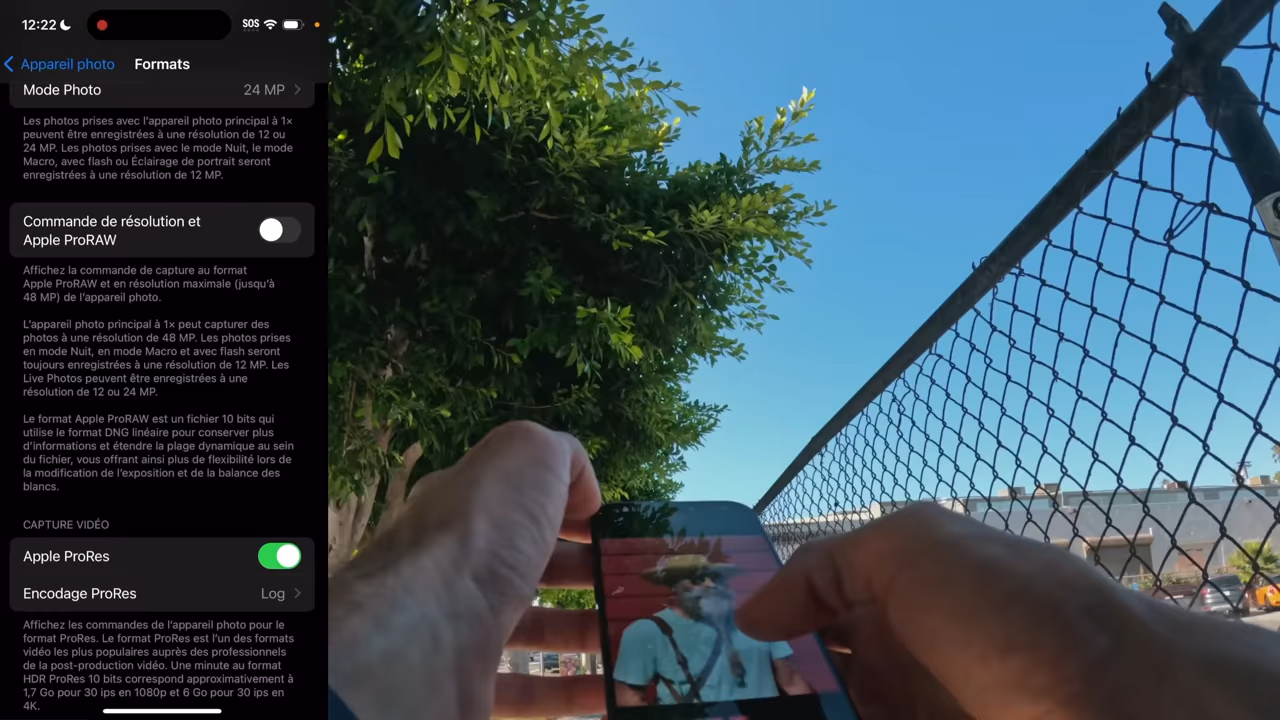 12:22
SOS
Appareil photo
Formats
Mode Photo
24 MP
Les photos prises avec l'appareil photo principal à 1×
peuvent être enregistrées à une résolution de 12 ou
24 MP. Les photos prises avec le mode Nuit, le mode
Macro, avec flash ou Éclairage de portrait seront
enregistrées à une résolution de 12 MP.
Commande de résolution et
Apple ProRAW
Affichez la commande de capture au format
Apple ProRAW et en résolution maximale (jusqu'à
48 MP) de l'appareil photo.
L'appareil photo principal à 1× peut capturer des
photos à une résolution de 48 MP. Les photos prises
en mode Nuit, en mode Macro et avec flash seront
toujours enregistrées à une résolution de 12 MP. Les
Live Photos peuvent être enregistrées à une
résolution de 12 ou 24 MP.
Le format Apple ProRAW est un fichier 10 bits qui
utilise le format DNG linéaire pour conserver plus
d'informations et étendre la plage dynamique au sein
du fichier, vous offrant ainsi plus de flexibilité lors de
la modification de l'exposition et de la balance des
blancs.
CAPTURE VIDÉO
Apple ProRes
Encodage ProRes
Log
Affichez les commandes de l'appareil photo pour le
format ProRes. Le format ProRes est l'un des formats
vidéo les plus populaires auprès des professionnels
de la post-production vidéo. Une minute au format
HDR ProRes 10 bits correspond approximativement à
1,7 Go pour 30 ips en 1080p et 6 Go pour 30 ips en
4K.